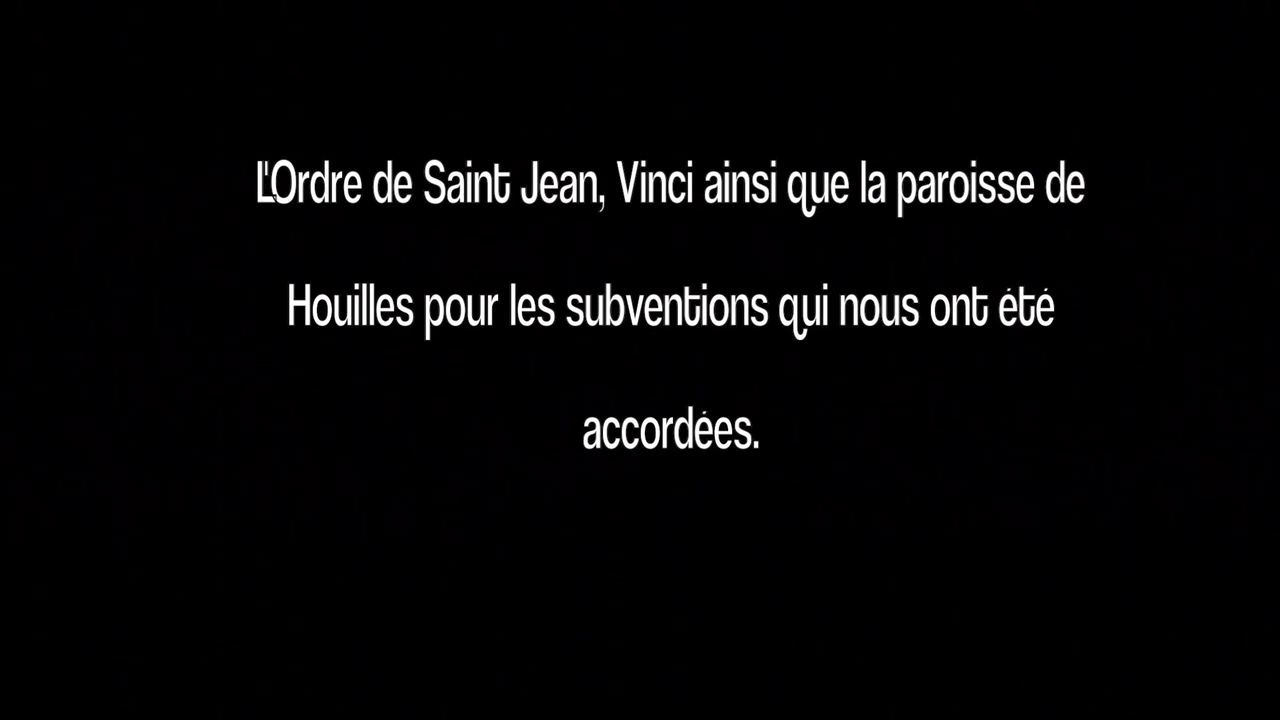 L'Ordre de Saint Jean, Vinci ainsi que la paroisse de
Houilles pour les subventions qui nous ont été
accordées.